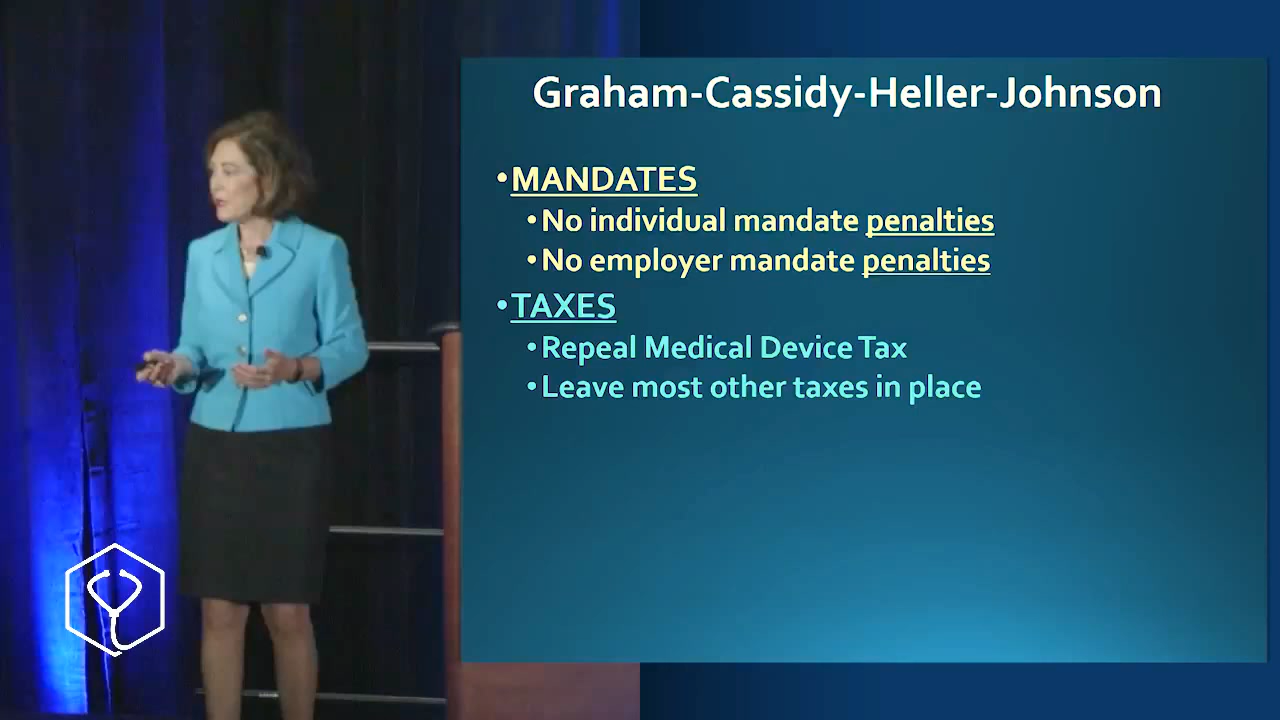 Graham-Cassidy-Heller-Johnson
•MANDATES
•No individual mandate penalties
•No employer mandate penalties
•TAXES
•Repeal Medical Device Tax
•Leave most other taxes in place